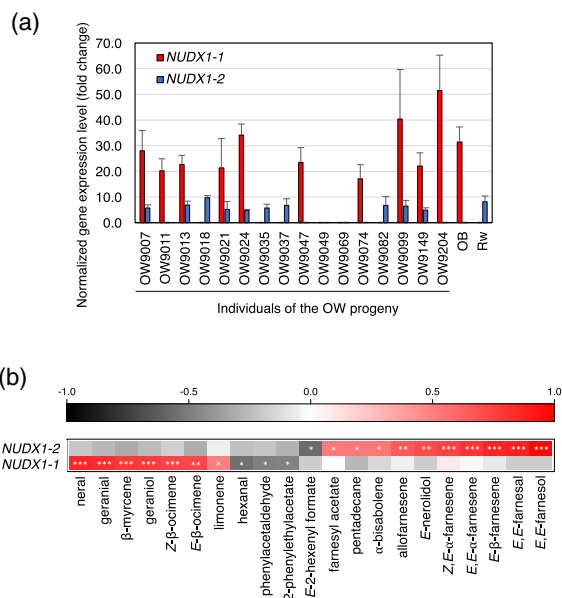 (a)
Normalized gene expression level (fold change)
70.0
60.0
50.0
40.0
30.0
20.0
10.0
0.0
NUDX1-1
NUDX1-2
OW9007
OW9011
OW9013
OW9018
OW9021
OW9024
OW9035
OW9037
OW9047
OW9049
OW9069
OW9074
OW9082
OW9099
OW9149
OW9204
OB
Rw
Individuals of the OW progeny
(b)
-1.0 -0.5 0.0 0.5 1.0
NUDX1-2 * * * * ** ** *** *** *** *** ***
NUDX1-1 *** *** *** *** *** ** * * * *
neral
geranial
β-myrcene
geraniol
Z-β-ocimene
E-β-ocimene
limonene
hexanal
phenylacetaldehyde
2-phenylethylacetate
E-2-hexenyl formate
farnesyl acetate
pentadecane
α-bisabolene
allofarnesene
E-nerolidol
Z,E-α-farnesene
E,E-α-farnesene
E-β-farnesene
E,E-farnesal
E,E-farnesol